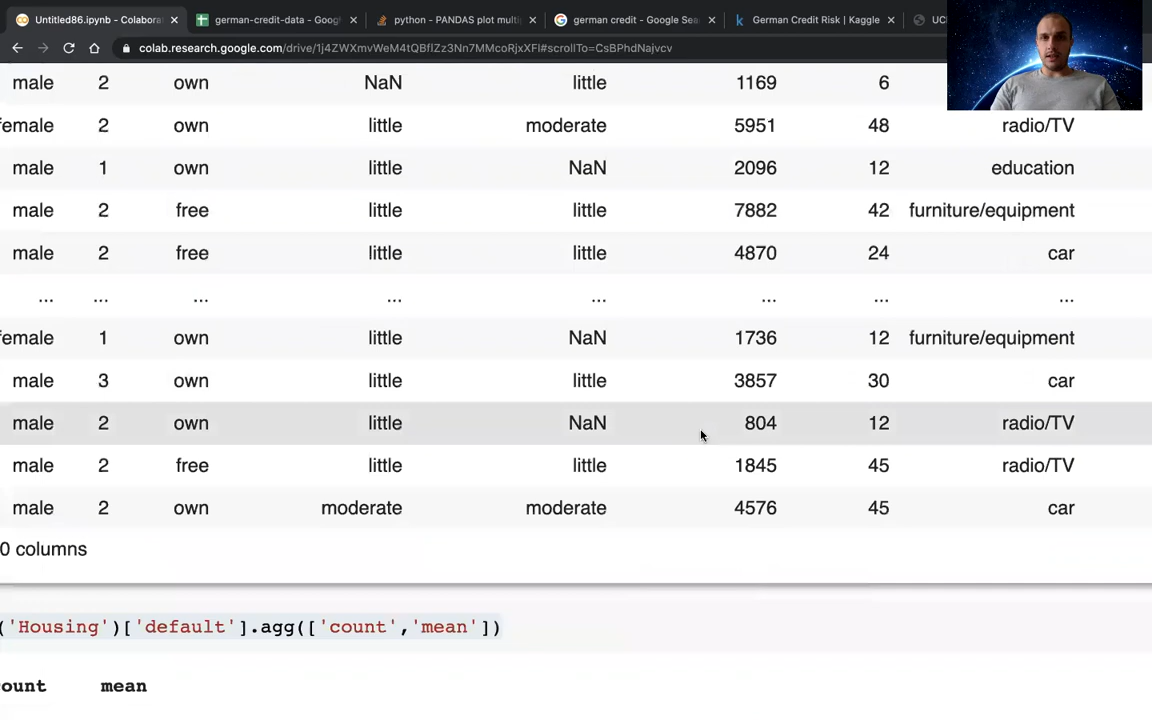 Untitled86.ipynb - Colabora
german-credit-data - Goog
python - PANDAS plot multi
german credit - Google Sea
German Credit Risk | Kaggle
UCI
colab.research.google.com/drive/1j4ZWXmvWeM4tQBflZz3Nn7MMcoRjxXFl#scrollTo=CsBPhdNajvcv
male 2 own NaN little 1169 6
female 2 own little moderate 5951 48 radio/TV
male 1 own little NaN 2096 12 education
male 2 free little little 7882 42 furniture/equipment
male 2 free little little 4870 24 car
... ... ... ... ... ... ... ...
female 1 own little NaN 1736 12 furniture/equipment
male 3 own little little 3857 30 car
male 2 own little NaN 804 12 radio/TV
male 2 free little little 1845 45 radio/TV
male 2 own moderate moderate 4576 45 car
0 columns
('Housing')['default'].agg(['count','mean'])
ount mean